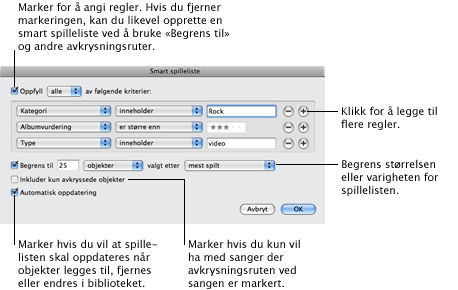 Marker for å angi regler. Hvis du fjerner
markeringen, kan du likevel opprette en
smart spilleliste ved å bruke «Begrens til»
og andre avkrysningsruter.
Smart spilleliste
Oppfyll alle av følgende kriterier:
Kategori inneholder Rock
Albumvurdering er større enn ★★★
Type inneholder video
Klikk for å legge til
flere regler.
Begrens til 25 objekter valgt etter mest spilt
Inkluder kun avkryssede objekter
Automatisk oppdatering
Begrens størrelsen
eller varigheten for
spillelisten.
Avbryt OK
Marker hvis du vil at spille-
listen skal oppdateres når
objekter legges til, fjernes
eller endres i biblioteket.
Marker hvis du kun vil
ha med sanger der
avkrysningsruten ved
sangen er markert.